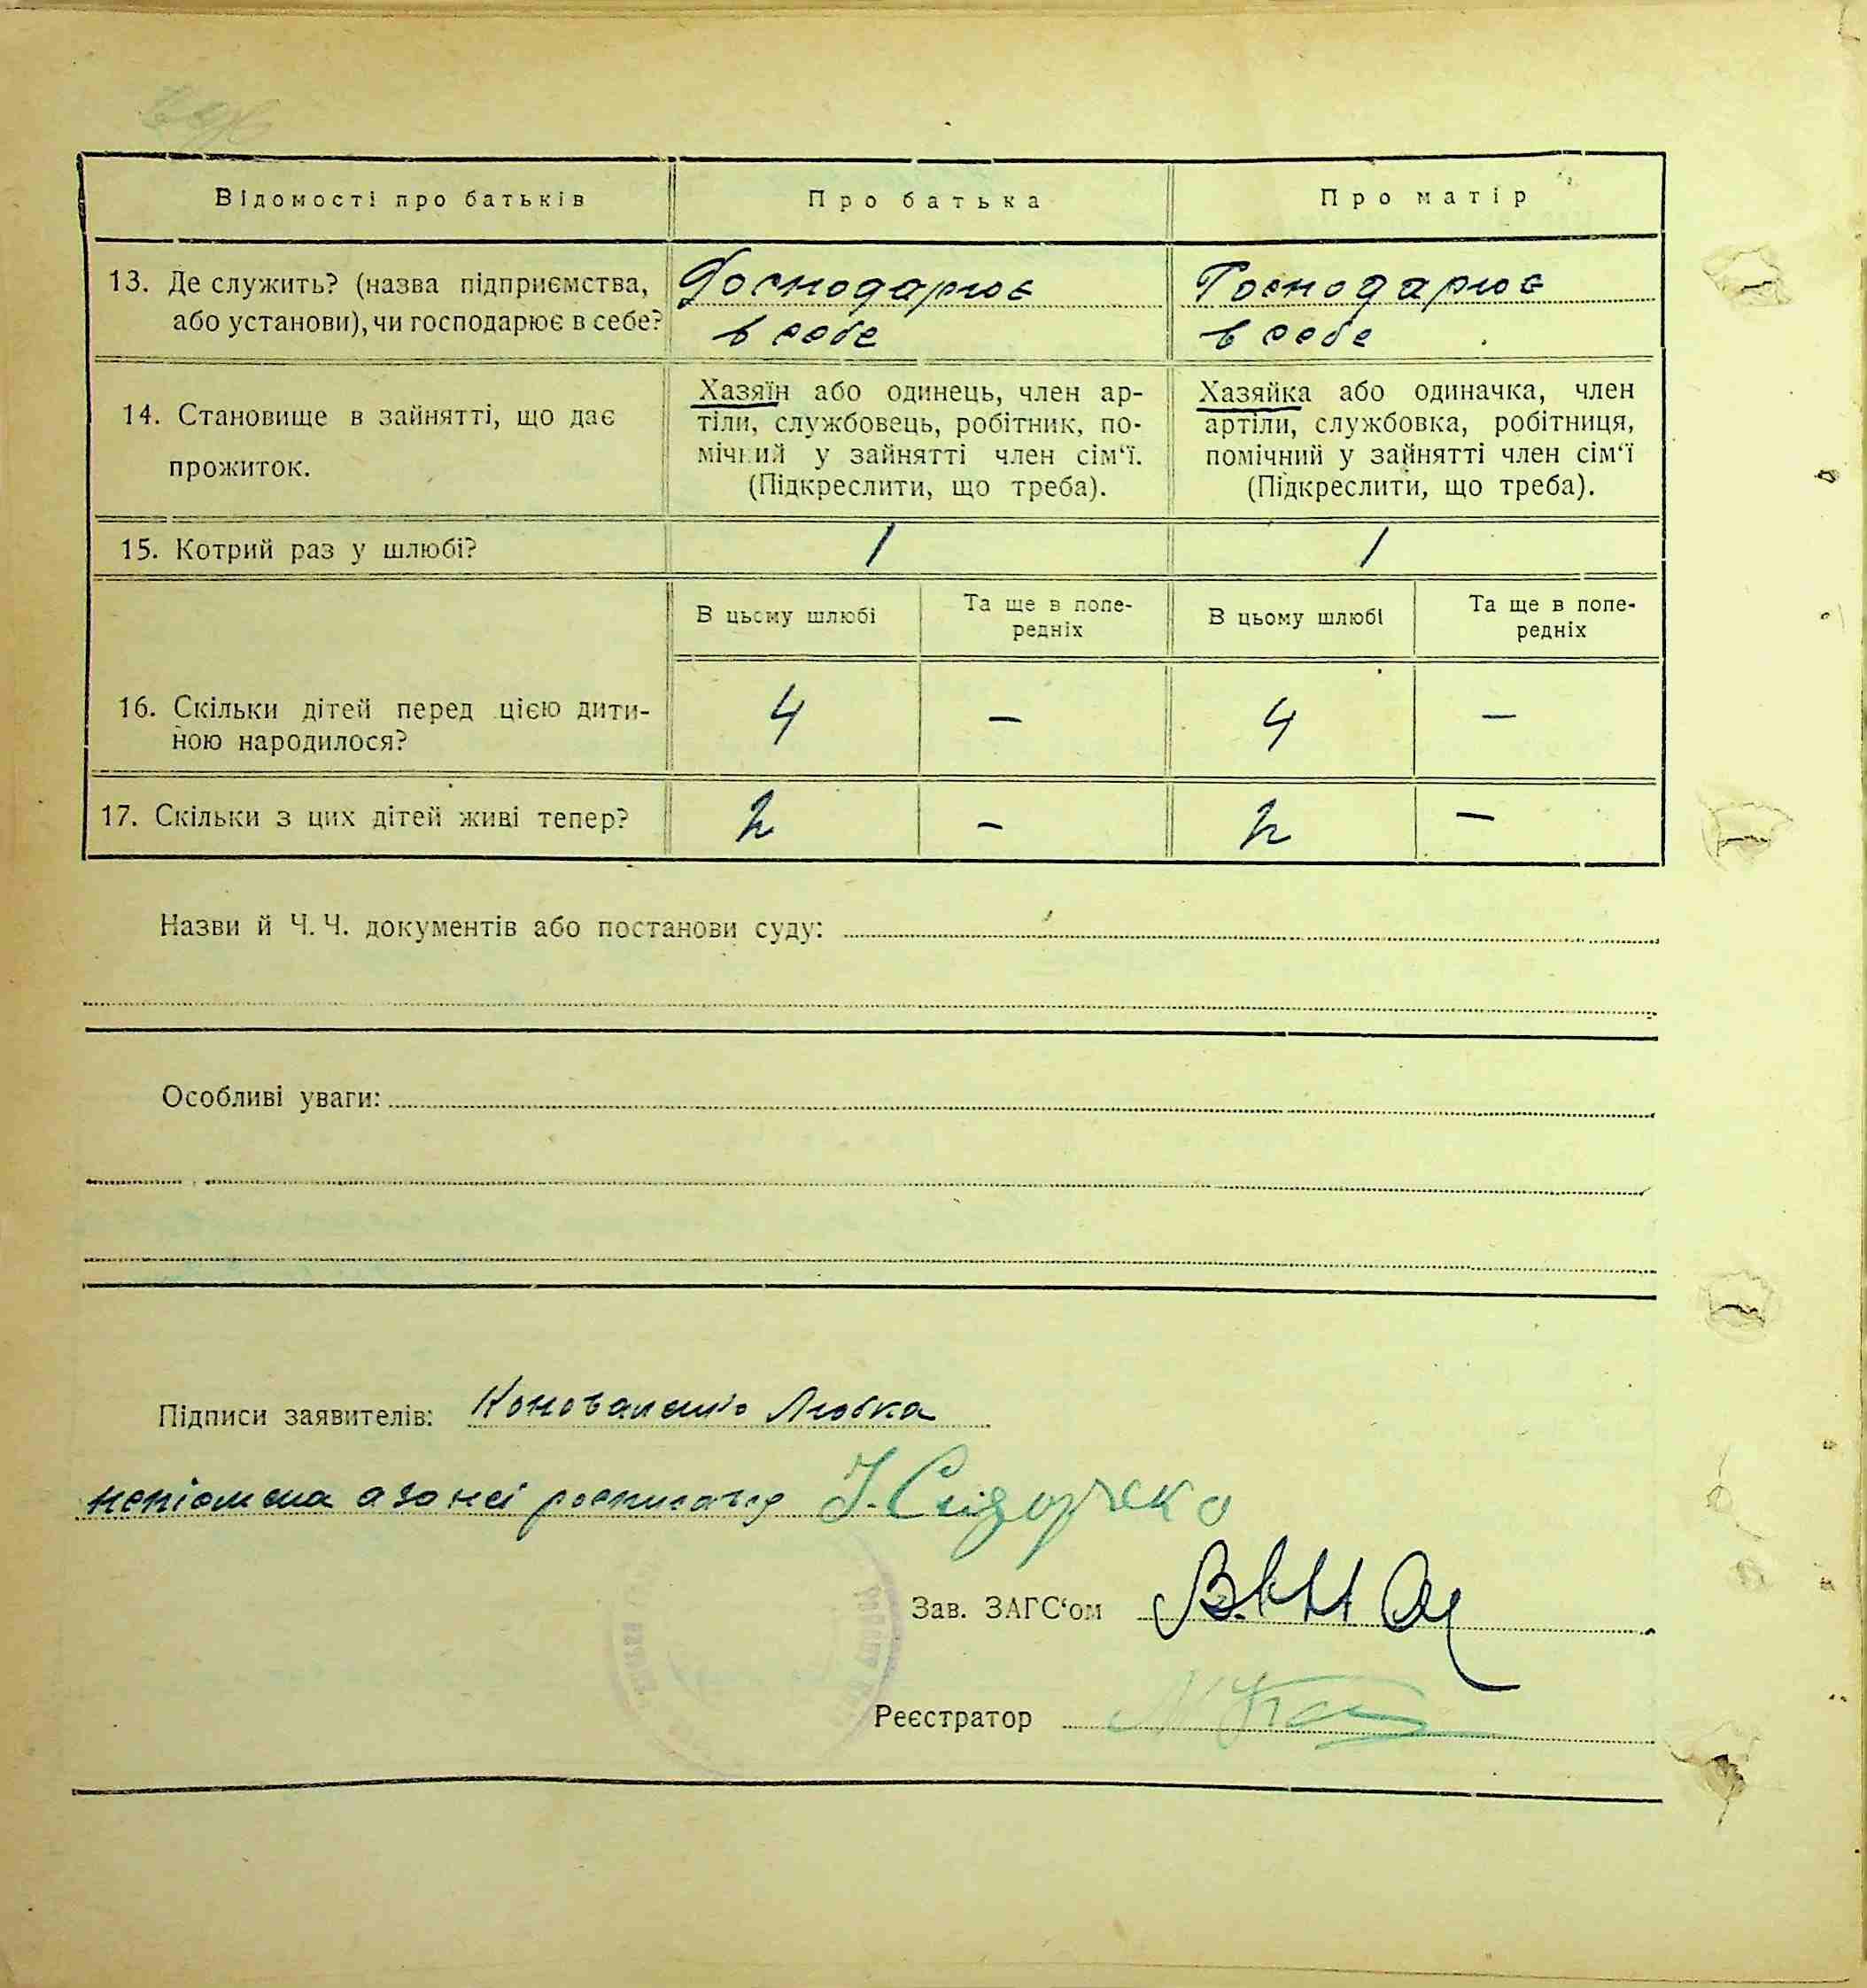 Відомості про батьків
Про батька
Про матір
13. Де служить? (назва підприємства,
або установи), чи господарює в себе?
Господарює
в себе
Господарює
в себе
14. Становище в зайнятті, що дає
прожиток.
Хазяїн або одинець, член ар-
тіли, службовець, робітник, по-
мічний у зайнятті член сім'ї.
(Підкреслити, що треба).
Хазяйка або одиначка, член
артіли, службовка, робітниця,
помічний у зайнятті член сім'ї
(Підкреслити, що треба).
15. Котрий раз у шлюбі?
1
1
В цьому шлюбі
Та ще в попе-
редніх
В цьому шлюбі
Та ще в попе-
редніх
16. Скільки дітей перед цією дити-
ною народилося?
4
—
4
—
17. Скільки з цих дітей живі тепер?
2
—
2
—
Назви й Ч. Ч. документів або постанови суду:
Особливі уваги:
Підписи заявителів: Коноваленко Любка
неписьмена а за неї
Зав. ЗАГС'ом
Реєстратор